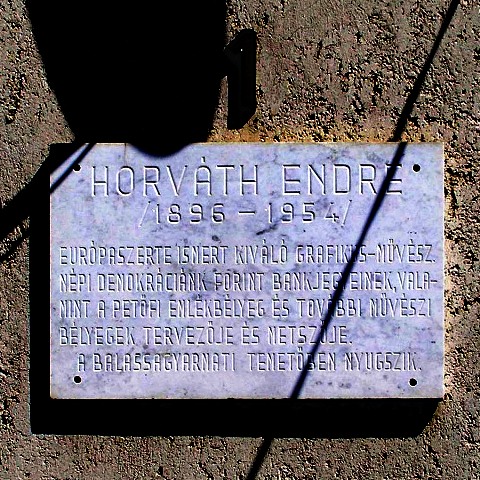 HORVÁTH ENDRE
/1896-1954/
EURÓPASZERTE ISMERT KIVÁLÓ GRAFIKUS-MŰVÉSZ.
NÉPI DEMOKRÁCIÁNK FORINT BANKJEGYEINEK, VALA-
MINT A PETŐFI EMLÉKBÉLYEG ÉS TOVÁBBI MŰVÉSZI
BÉLYEGEK TERVEZŐJE ÉS METSZŐJE.
A BALASSAGYARMATI TEMETŐBEN NYUGSZIK.